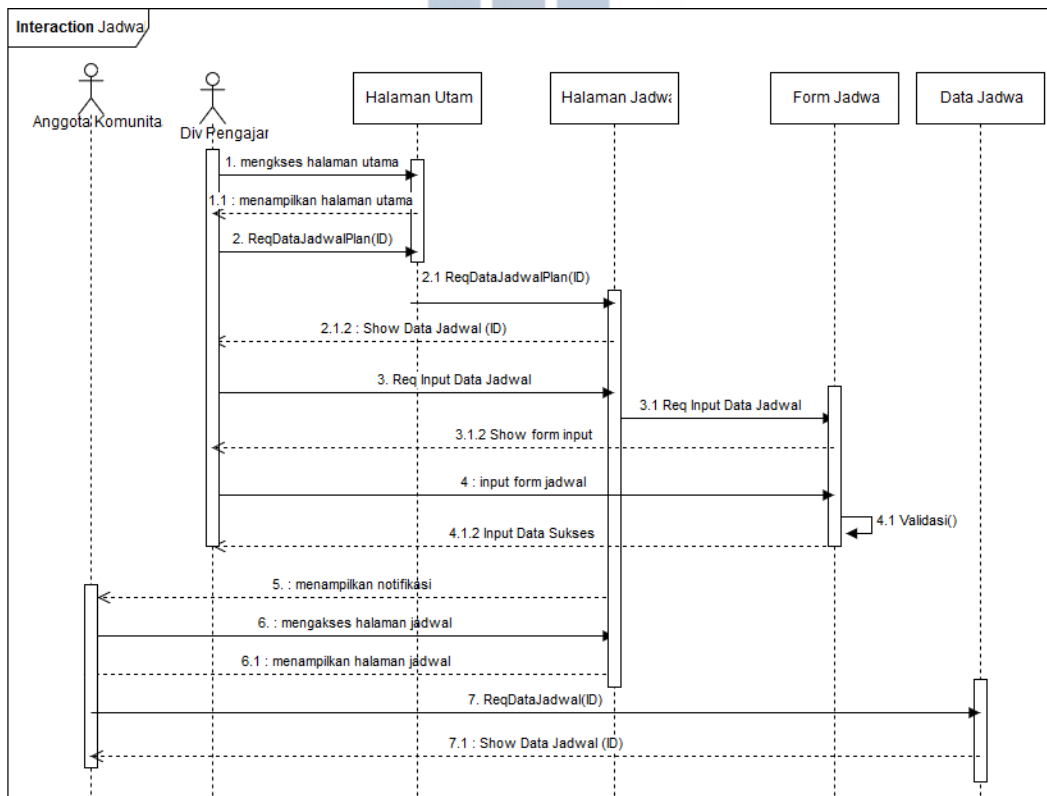 Interaction Jadwa
Anggota Komunita
Div Pengajar
Halaman Utam
Halaman Jadwa
Form Jadwa
Data Jadwa
1. mengkses halaman utama
1.1 : menampilkan halaman utama
2. ReqDataJadwalPlan(ID)
2.1 ReqDataJadwalPlan(ID)
2.1.2 : Show Data Jadwal (ID)
3. Req Input Data Jadwal
3.1 Req Input Data Jadwal
3.1.2 Show form input
4 : input form jadwal
4.1 Validasi()
4.1.2 Input Data Sukses
5. : menampilkan notifikasi
6. : mengakses halaman jadwal
6.1 : menampilkan halaman jadwal
7. ReqDataJadwal(ID)
7.1 : Show Data Jadwal (ID)